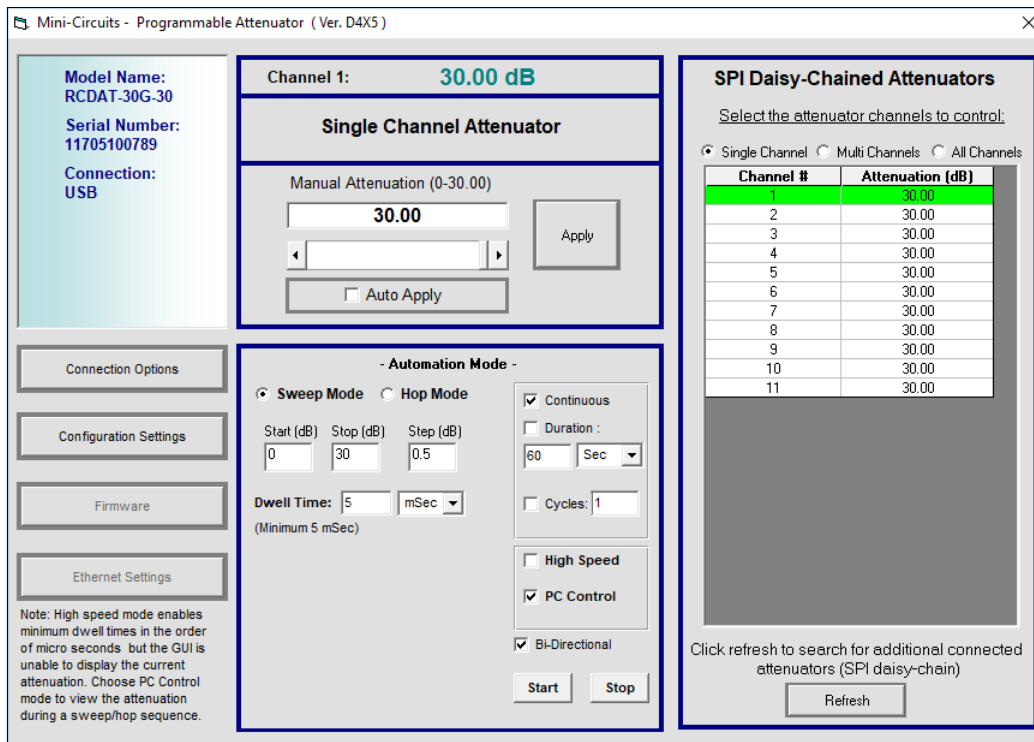 Mini-Circuits - Programmable Attenuator ( Ver. D4X5 )
Model Name:
RCDAT-30G-30
Serial Number:
11705100789
Connection:
USB
Connection Options
Configuration Settings
Firmware
Ethernet Settings
Note: High speed mode enables
minimum dwell times in the order
of micro seconds but the GUI is
unable to display the current
attenuation. Choose PC Control
mode to view the attenuation
during a sweep/hop sequence.
Channel 1: 30.00 dB
Single Channel Attenuator
Manual Attenuation (0-30.00)
30.00
Apply
Auto Apply
- Automation Mode -
Sweep Mode Hop Mode
Start (dB) Stop (dB) Step (dB)
0 30 0.5
Dwell Time: 5 mSec
(Minimum 5 mSec)
Continuous
Duration :
60 Sec
Cycles: 1
High Speed
PC Control
Bi-Directional
Start Stop
SPI Daisy-Chained Attenuators
Select the attenuator channels to control:
Single Channel Multi Channels All Channels
Channel # Attenuation (dB)
1 30.00
2 30.00
3 30.00
4 30.00
5 30.00
6 30.00
7 30.00
8 30.00
9 30.00
10 30.00
11 30.00
Click refresh to search for additional connected
attenuators (SPI daisy-chain)
Refresh